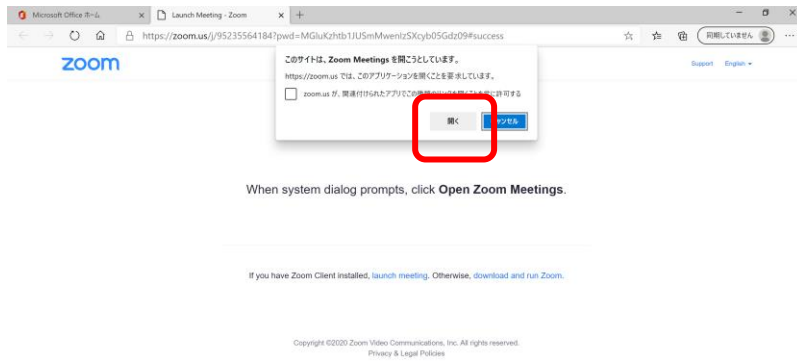 Microsoft Office ホーム
Launch Meeting - Zoom
https://zoom.us/j/95235564184?pwd=MGluKzhtb1JUSmMwenIzSXcyb05Gdz09#success
同期していません
zoom
Support English
このサイトは、Zoom Meetings を開こうとしています。
https://zoom.us では、このアプリケーションを開くことを要求しています。
zoom.us が、関連付けられたアプリでこの種類のリンクを開くことを常に許可する
開く
キャンセル
When system dialog prompts, click Open Zoom Meetings.
If you have Zoom Client installed, launch meeting. Otherwise, download and run Zoom.
Copyright ©2020 Zoom Video Communications, Inc. All rights reserved.
Privacy & Legal Policies